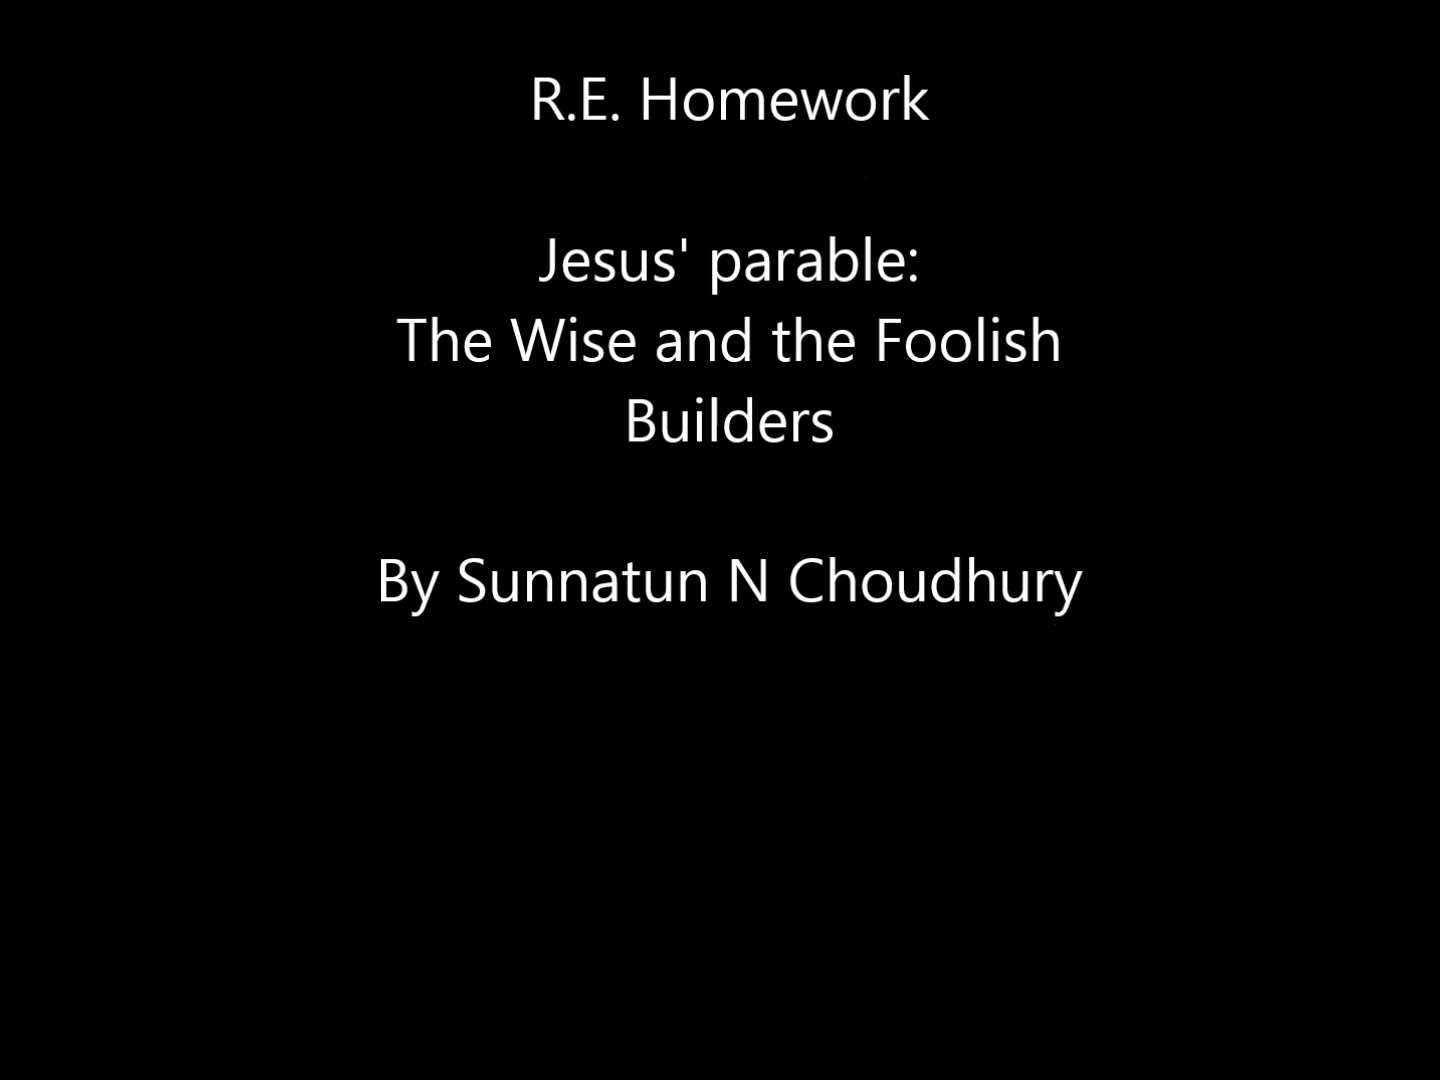 R.E. Homework
Jesus' parable:
The Wise and the Foolish
Builders
By Sunnatun N Choudhury